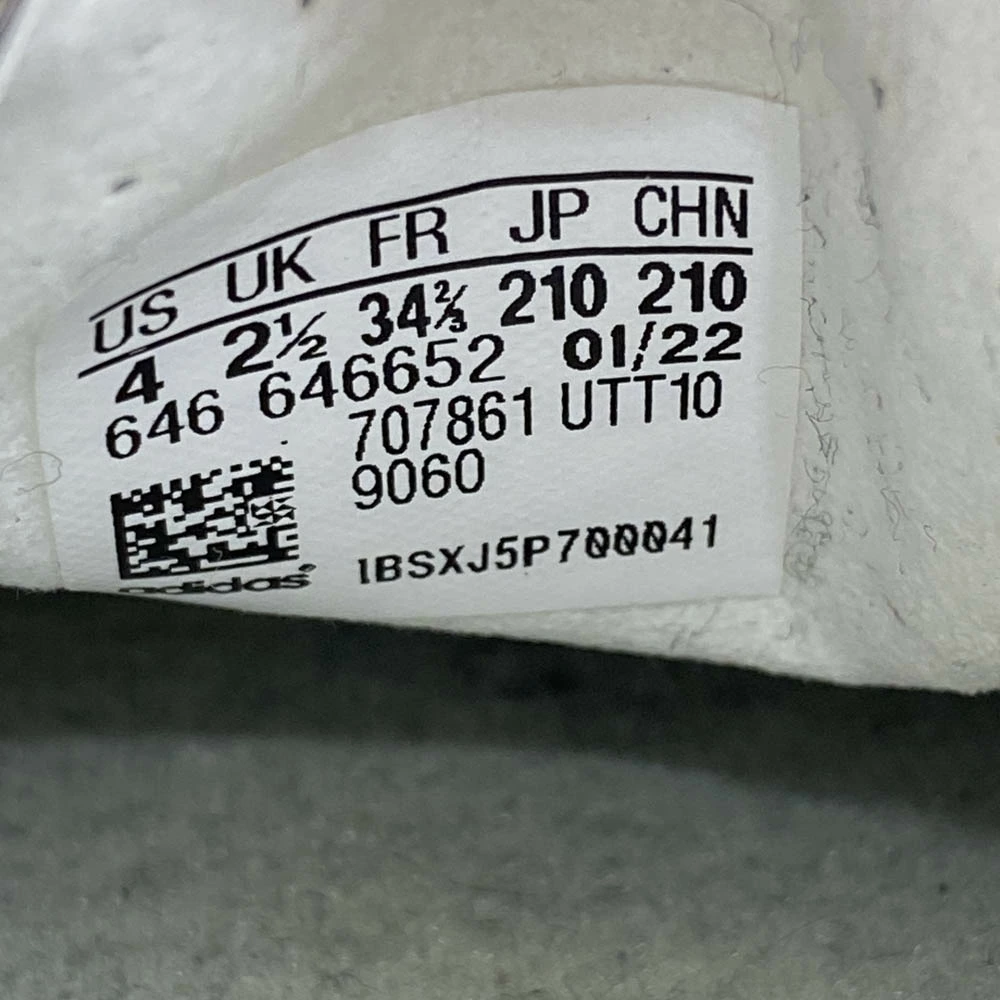 US UK FR JP CHN
4 2½ 34⅔ 210 210
646 646652 01/22
707861 UTT10
9060
1BSXJ5P700041
adidas®